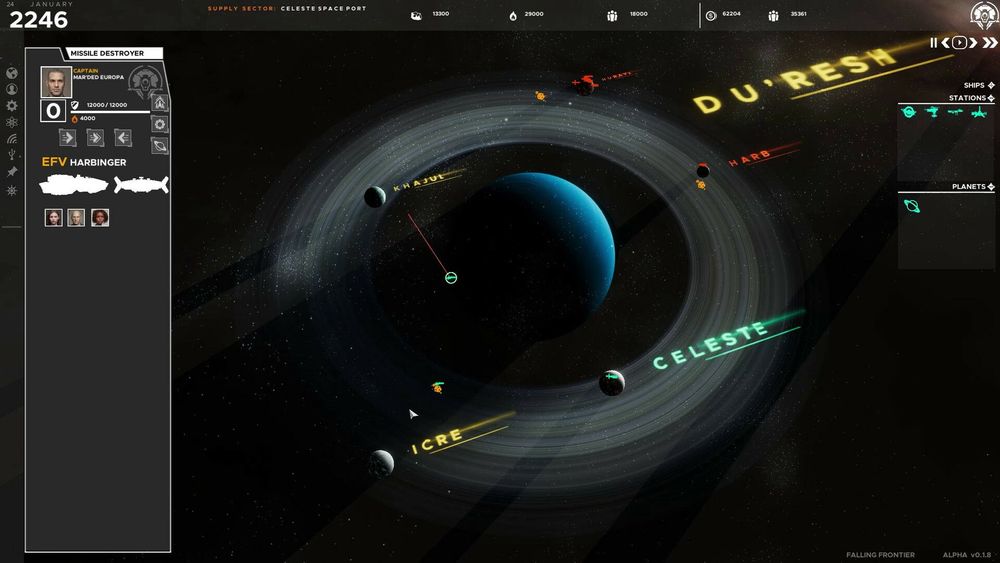 24 JANUARY
2246
SUPPLY SECTOR: CELESTE SPACE PORT
13300
29000
18000
62204
35361
MISSILE DESTROYER
CAPTAIN
MAR'DED EUROPA
0
12000 / 12000
4000
EFV HARBINGER
DU'RESH
HARB
KHAJUL
CELESTE
ICRE
SHIPS
STATIONS
PLANETS
FALLING FRONTIER
ALPHA v0.1.8